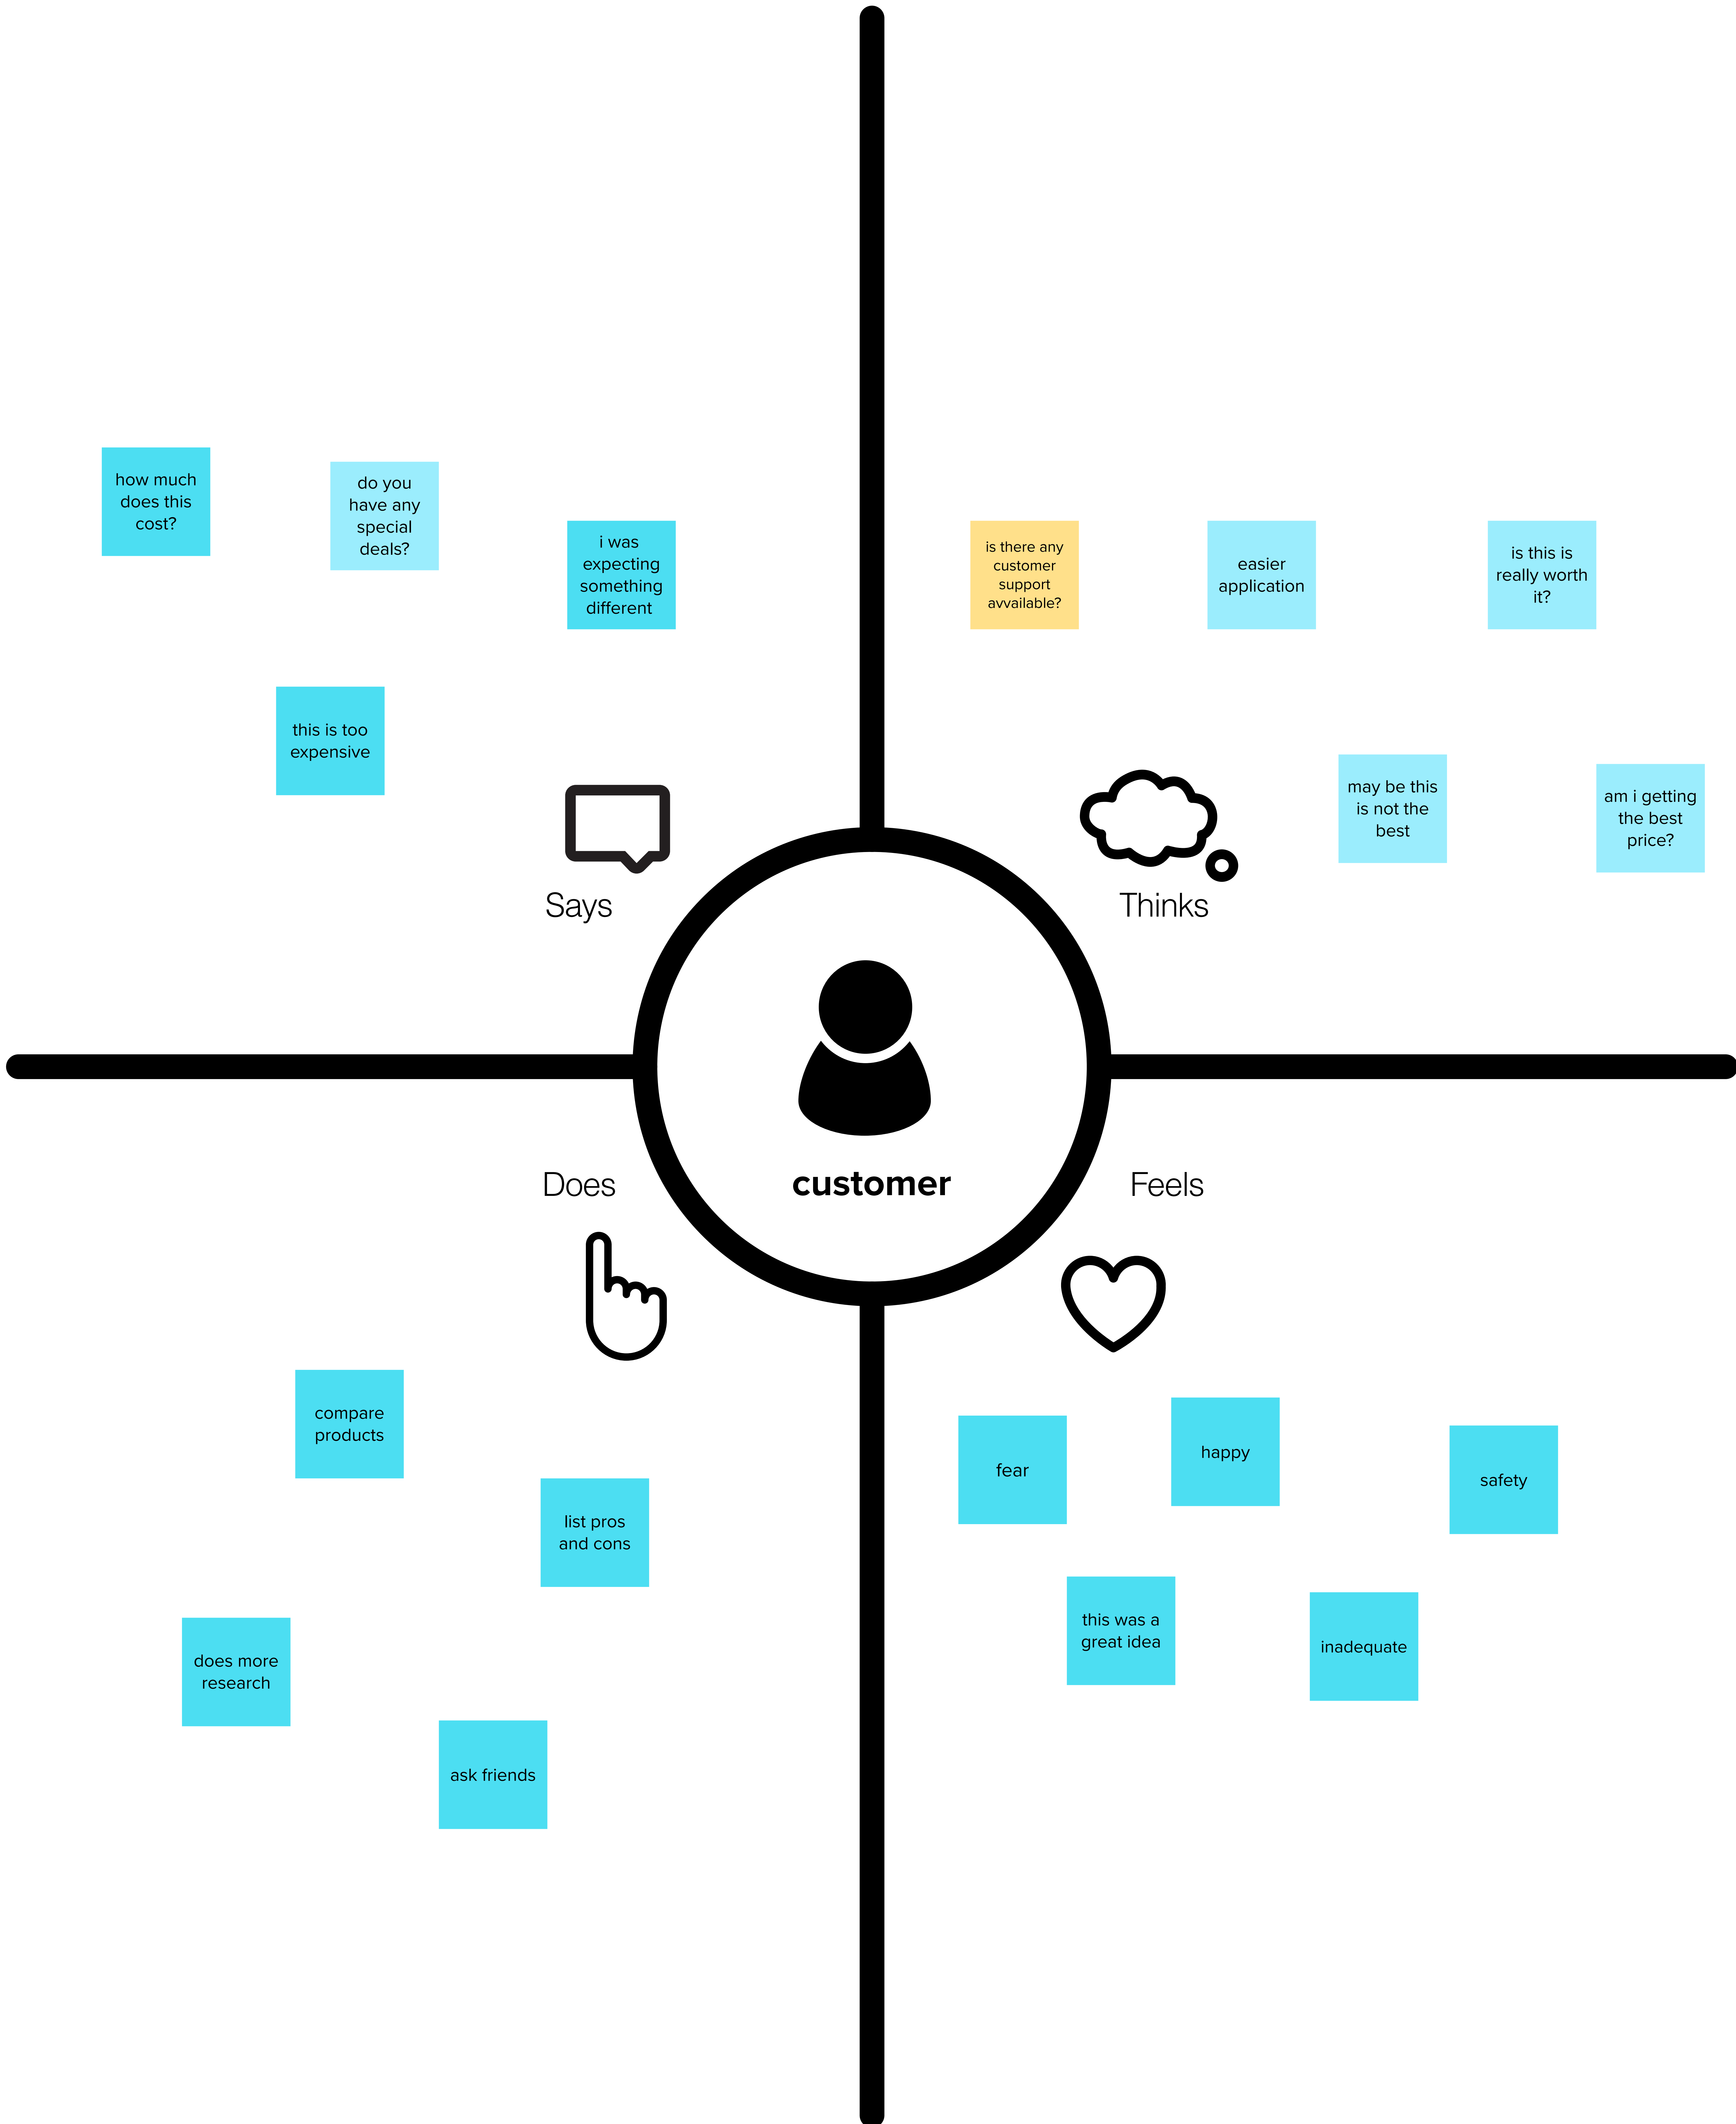 how much
does this
cost?
do you
have any
special
deals?
i was
expecting
something
different
this is too
expensive
Says
is there any
customer
support
avvailable?
easier
application
is this is
really worth
it?
may be this
is not the
best
am i getting
the best
price?
Thinks
customer
Does
compare
products
list pros
and cons
does more
research
ask friends
Feels
fear
happy
safety
this was a
great idea
inadequate